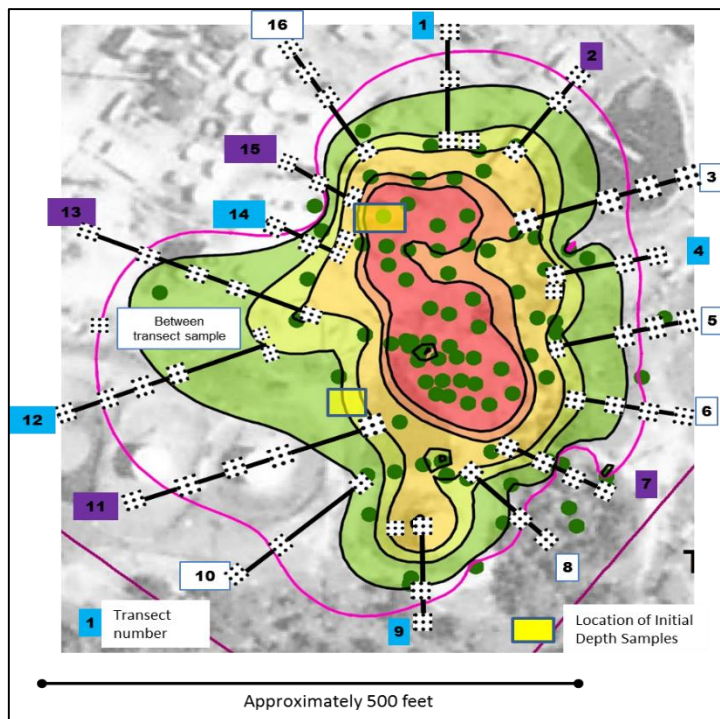 16
1
2
15
3
13
14
4
Between
transect sample
5
12
6
11
7
10
8
9
1 Transect
number
Location of Initial
Depth Samples
Approximately 500 feet